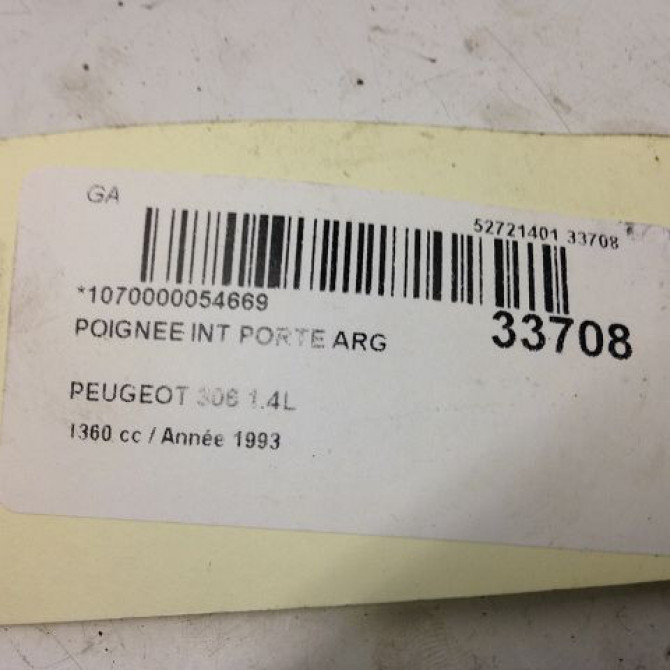 GA
52721401 33708
*1070000054669
33708
POIGNEE INT PORTE ARG
PEUGEOT 306 1.4L
1360 cc / Année 1993